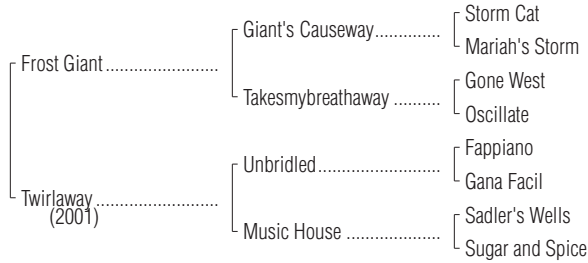 Storm Cat
Giant's Causeway..............
Mariah's Storm
Frost Giant........................
Gone West
Takesmybreathaway..........
Oscillate
Fappiano
Unbridled..........................
Gana Facil
Twirlaway..........................
(2001)
Sadler's Wells
Music House....................
Sugar and Spice